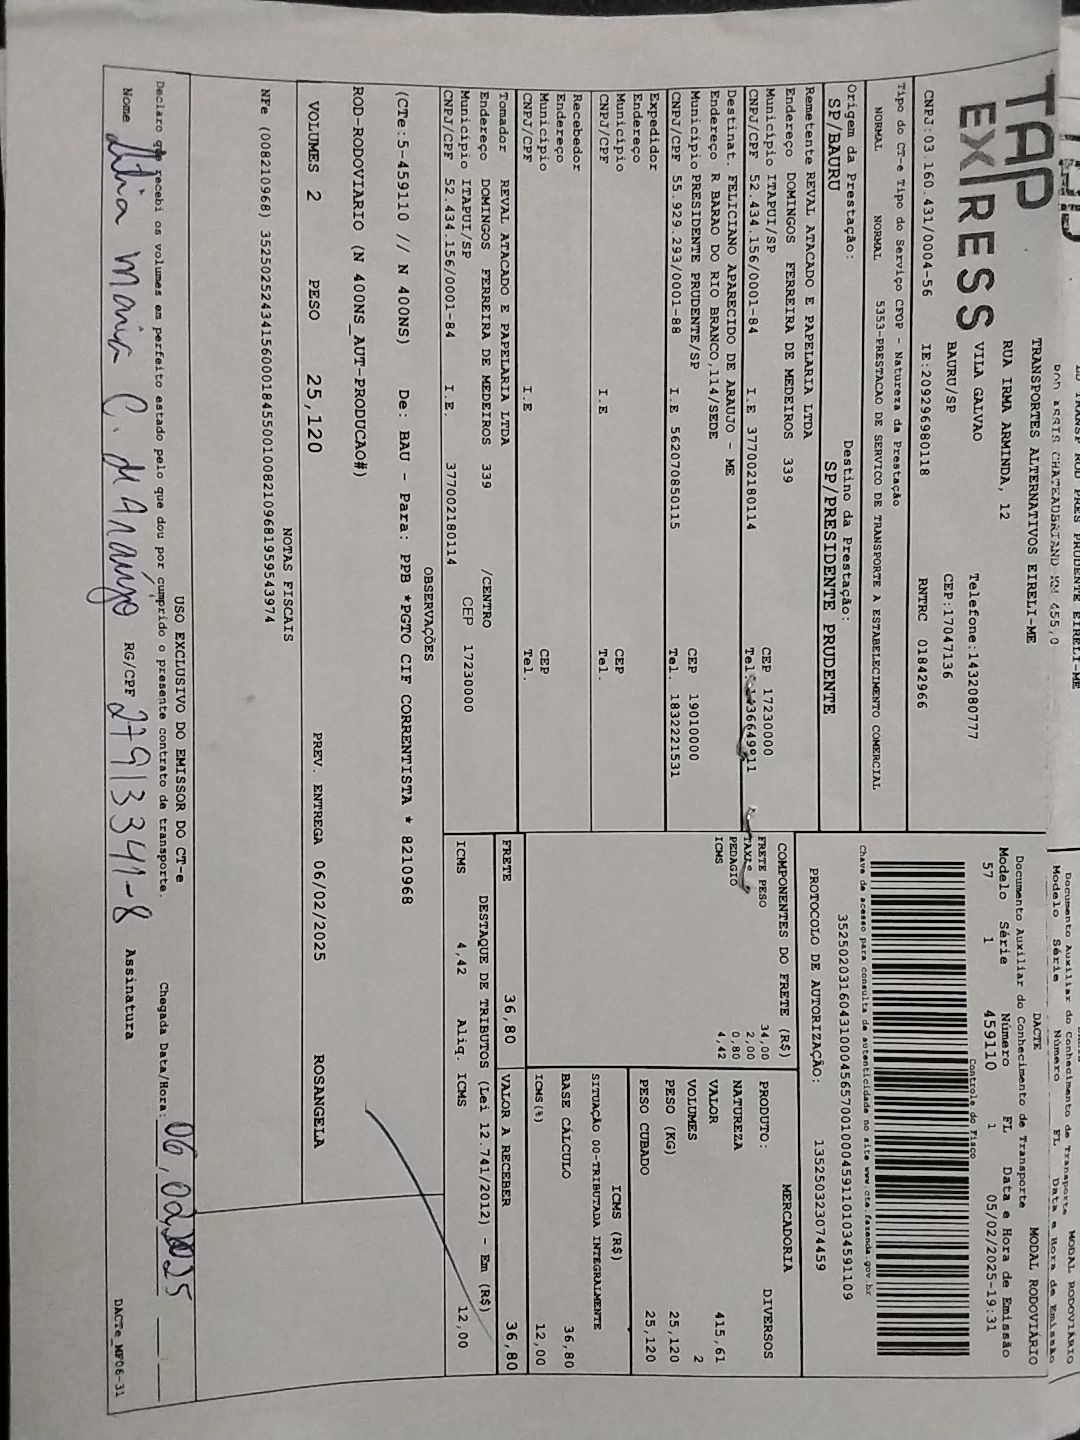 TAP
EXPRESS
TRANSPORTES ALTERNATIVOS EIRELI-ME
RUA IRMA ARMINDA, 12
VILA GALVAO Telefone:1432080777
BAURU/SP CEP:17047136
CNPJ:03.160.431/0004-56 IE:209296980118 RNTRC 01842966
Tipo do CT-e Tipo do Serviço CFOP - Natureza da Prestação
NORMAL NORMAL 5353-PRESTACAO DE SERVICO DE TRANSPORTE A ESTABELECIMENTO COMERCIAL
Origem da Prestação: Destino da Prestação:
SP/BAURU SP/PRESIDENTE PRUDENTE
Remetente REVAL ATACADO E PAPELARIA LTDA
Endereço DOMINGOS FERREIRA DE MEDEIROS 339
Município ITAPUI/SP CEP 17230000
CNPJ/CPF 52.434.156/0001-84 I.E 377002180114 Tel. 1436649911
Destinat. FELICIANO APARECIDO DE ARAUJO - ME
Endereço R BARAO DO RIO BRANCO,114/SEDE
Município PRESIDENTE PRUDENTE/SP CEP 19010000
CNPJ/CPF 55.929.293/0001-88 I.E 562070850115 Tel. 1832221531
Expedidor
Endereço
Município CEP
CNPJ/CPF I.E Tel.
Recebedor
Endereço
Município CEP
CNPJ/CPF I.E Tel.
Tomador REVAL ATACADO E PAPELARIA LTDA
Endereço DOMINGOS FERREIRA DE MEDEIROS 339 /CENTRO
Município ITAPUI/SP CEP 17230000
CNPJ/CPF 52.434.156/0001-84 I.E. 377002180114
DACTE MODAL RODOVIÁRIO
Documento Auxiliar do Conhecimento de Transporte
Modelo Série Número FL Data e Hora de Emissão
57 1 459110 1 05/02/2025-19:31
Controle do Fisco
Chave de acesso para consulta de autenticidade no site www.cte.fazenda.gov.br
35250203160431000456570010004591101034591109
PROTOCOLO DE AUTORIZAÇÃO: 135250323074459
COMPONENTES DO FRETE (R$)
FRETE PESO 34,00
TAXAS 2,00
PEDAGIO 0,80
ICMS 4,42
MERCADORIA
PRODUTO: DIVERSOS
NATUREZA
VALOR 415,61
VOLUMES 2
PESO (KG) 25,120
PESO CUBADO 25,120
ICMS (R$)
SITUAÇÃO 00-TRIBUTADA INTEGRALMENTE
BASE CÁLCULO 36,80
ICMS(%) 12,00
FRETE 36,80 VALOR A RECEBER 36,80
DESTAQUE DE TRIBUTOS (Lei 12.741/2012) - Em (R$)
ICMS 4,42 Aliq. ICMS 12,00
OBSERVAÇÕES
(CTe:5-459110 // N 400NS) De: BAU - Para: PPB *PGTO CIF CORRENTISTA * 8210968
ROD-RODOVIARIO (N 400NS_AUT-PRODUCAO#)
VOLUMES 2 PESO 25,120 PREV. ENTREGA 06/02/2025 ROSANGELA
NOTAS FISCAIS
NFe (008210968) 35250252434156000184550010082109681959543974
USO EXCLUSIVO DO EMISSOR DO CT-e
Declaro que recebi os volumes em perfeito estado pelo que dou por cumprido o presente contrato de transporte. Chegada Data/Hora: 06,02,2025
Nome Maria C. de Araújo RG/CPF 27913341-8 Assinatura
DACTe_MP06-31